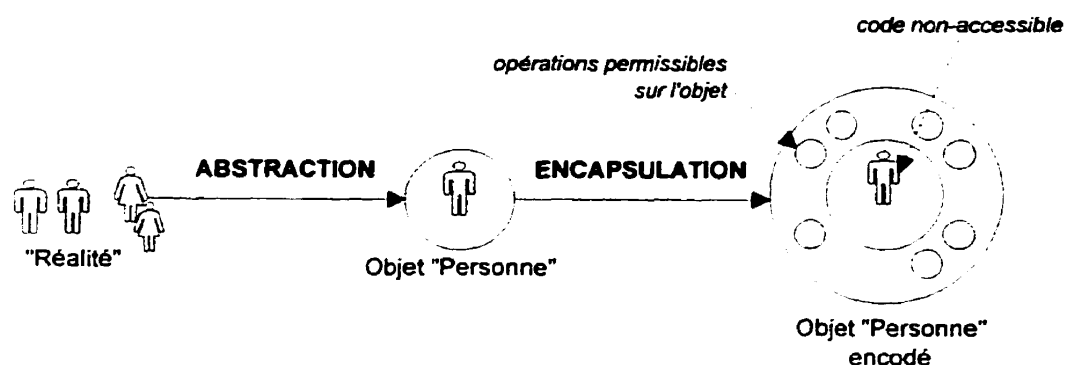 code non-accessible
opérations permissibles
sur l'objet
ABSTRACTION
ENCAPSULATION
"Réalité"
Objet "Personne"
Objet "Personne"
encodé